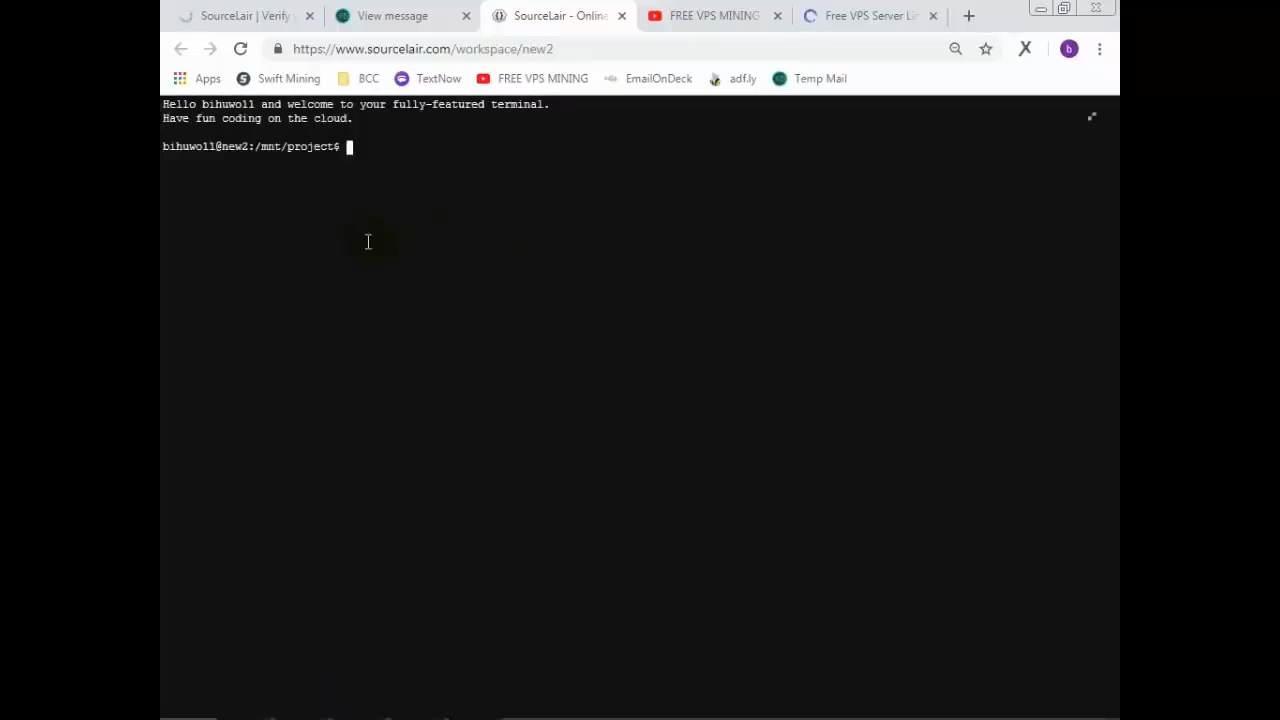 SourceLair | Verify View message SourceLair - Online FREE VPS MINING Free VPS Server Lin
https://www.sourcelair.com/workspace/new2 X b
Apps Swift Mining BCC TextNow FREE VPS MINING EmailOnDeck adf.ly Temp Mail
Hello bihuwo11 and welcome to your fully-featured terminal.
Have fun coding on the cloud.
bihuwo11@new2:/mnt/project$